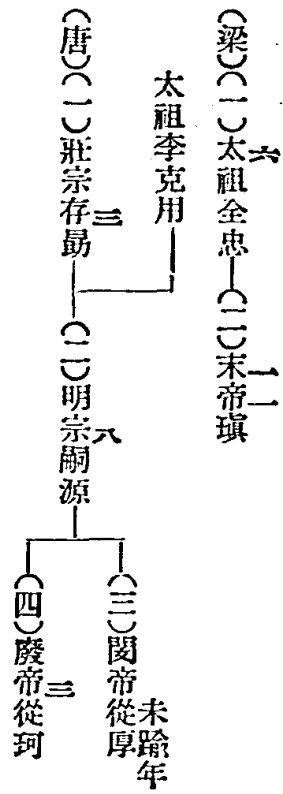 （梁）（一）太祖全忠
六
（二）末帝瑱
一一
太祖李克用
（唐）（一）莊宗存勗
三
（二）明宗嗣源
八
（三）閔帝從厚
未踰年
（四）廢帝從珂
三